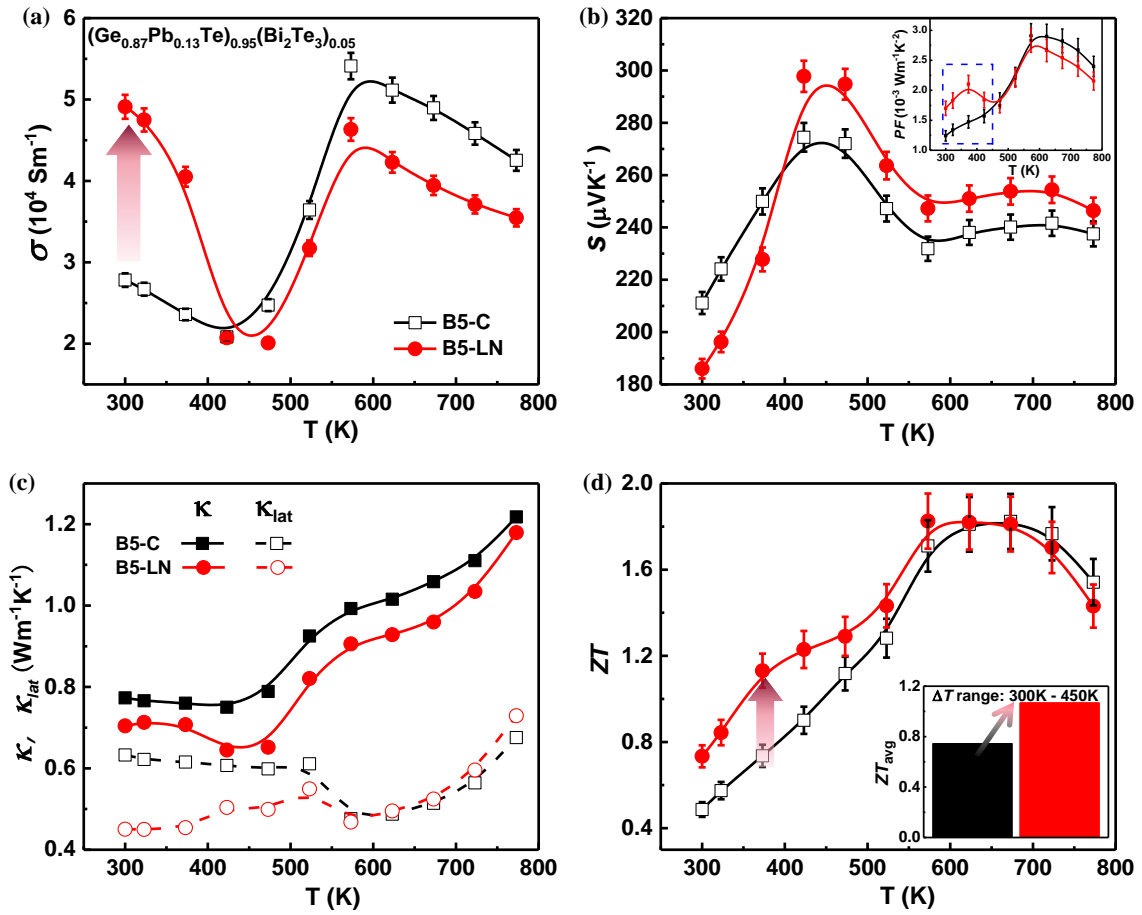 (a)
(Ge0.87Pb0.13Te)0.95(Bi2Te3)0.05
6
5
4
3
2
σ (10⁴ Sm⁻¹)
B5-C
B5-LN
300 400 500 600 700 800
T (K)
(b)
320
300
280
260
240
220
200
180
S (μVK⁻¹)
3.0
2.5
2.0
1.5
1.0
PF (10⁻³ Wm⁻¹K⁻²)
300 400 500 600 700 800
T (K)
300 400 500 600 700 800
T (K)
(c)
κ κlat
B5-C
B5-LN
1.2
1.0
0.8
0.6
0.4
κ, κlat (Wm⁻¹K⁻¹)
300 400 500 600 700 800
T (K)
(d)
2.0
1.6
1.2
0.8
0.4
ZT
ΔT range: 300K - 450K
1.2
0.8
0.4
0.0
ZTavg
300 400 500 600 700 800
T (K)